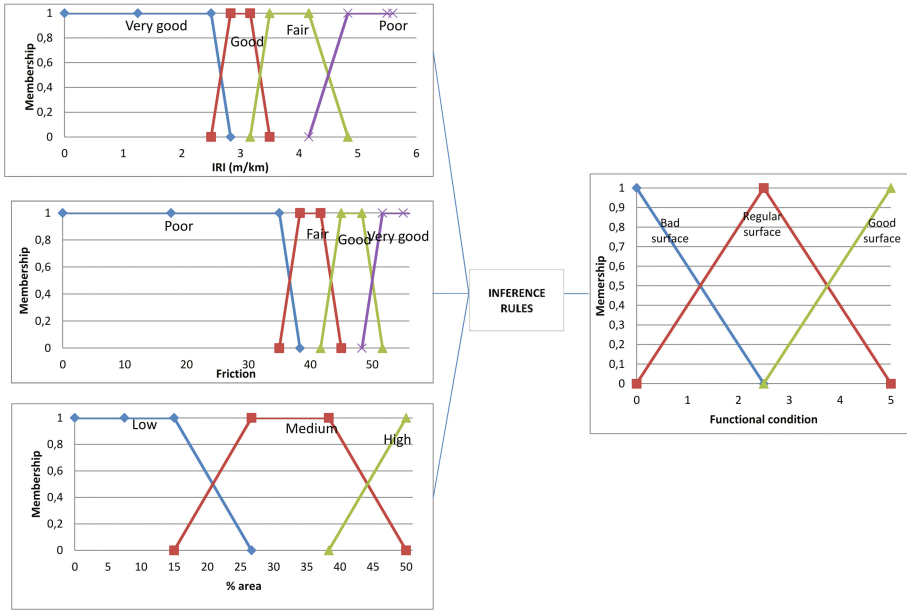 1
0,8
0,6
0,4
0,2
0
Membership
Very good
Good
Fair
Poor
0 1 2 3 4 5 6
IRI (m/km)
1
0,8
0,6
0,4
0,2
0
Membership
Poor
Fair
Good
Very good
0 10 20 30 40 50
Friction
1
0,8
0,6
0,4
0,2
0
Membership
Low
Medium
High
0 5 10 15 20 25 30 35 40 45 50
% area
INFERENCE
RULES
1
0,9
0,8
0,7
0,6
0,5
0,4
0,3
0,2
0,1
0
Memership
Bad
surface
Regular
surface
Good
surface
0 1 2 3 4 5
Functional condition